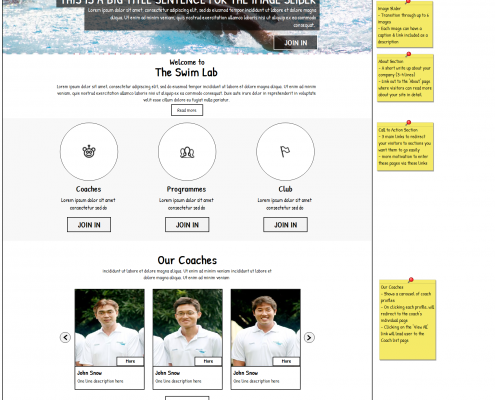 THIS IS A BIG TITLE SENTENCE FOR THE IMAGE SLIDER
Lorem ipsum dolor sit amet, consectetur adipiscing elit, sed do eiusmod tempor incididunt ut labore et dolore magna
aliqua. Ut enim ad minim veniam, quis nostrud exercitation ullamco laboris nisi ut aliquip ex ea commodo
consequat.
JOIN IN
Welcome to
The Swim Lab
Lorem ipsum dolor sit amet, consectetur adipiscing elit, sed do eiusmod tempor incididunt ut labore et dolore magna aliqua. Ut enim ad minim
veniam, quis nostrud exercitation ullamco laboris nisi ut aliquip ex ea commodo consequat. Duis aute irure dolor in reprehenderit in voluptate
velit esse cillum dolore eu fugiat nulla pariatur.
Read more
Coaches
Lorem ipsum dolor sit amet
consectetur sed do
JOIN IN
Programmes
Lorem ipsum dolor sit amet
consectetur sed do
JOIN IN
Club
Lorem ipsum dolor sit amet
consectetur sed do
JOIN IN
Our Coaches
incididunt ut labore et dolore magna aliqua. Ut enim ad minim veniam incididunt ut labore et
dolore magna aliqua. Ut enim ad minim veniam
More
John Snow
One line description here
More
John Snow
One line description here
More
John Snow
One line description here
Image Slider
- Transition through up to 4
images
- Each image can have a
caption & link included as a
description
About Section
- A short write up about your
company (3-4 lines)
- Link out to the 'About' page
where visitors can read more
about your site in detail.
Call to Action Section
- 3 main links to redirect
your visitors to sections you
want them to go easily
- more motivation to enter
these pages via these links
Our Coaches
- Shows a carousel of coach
profiles
- On clicking each profile, will
redirect to the coach's
individual page
- Clicking on the 'View All'
link will lead user to the
Coach list page